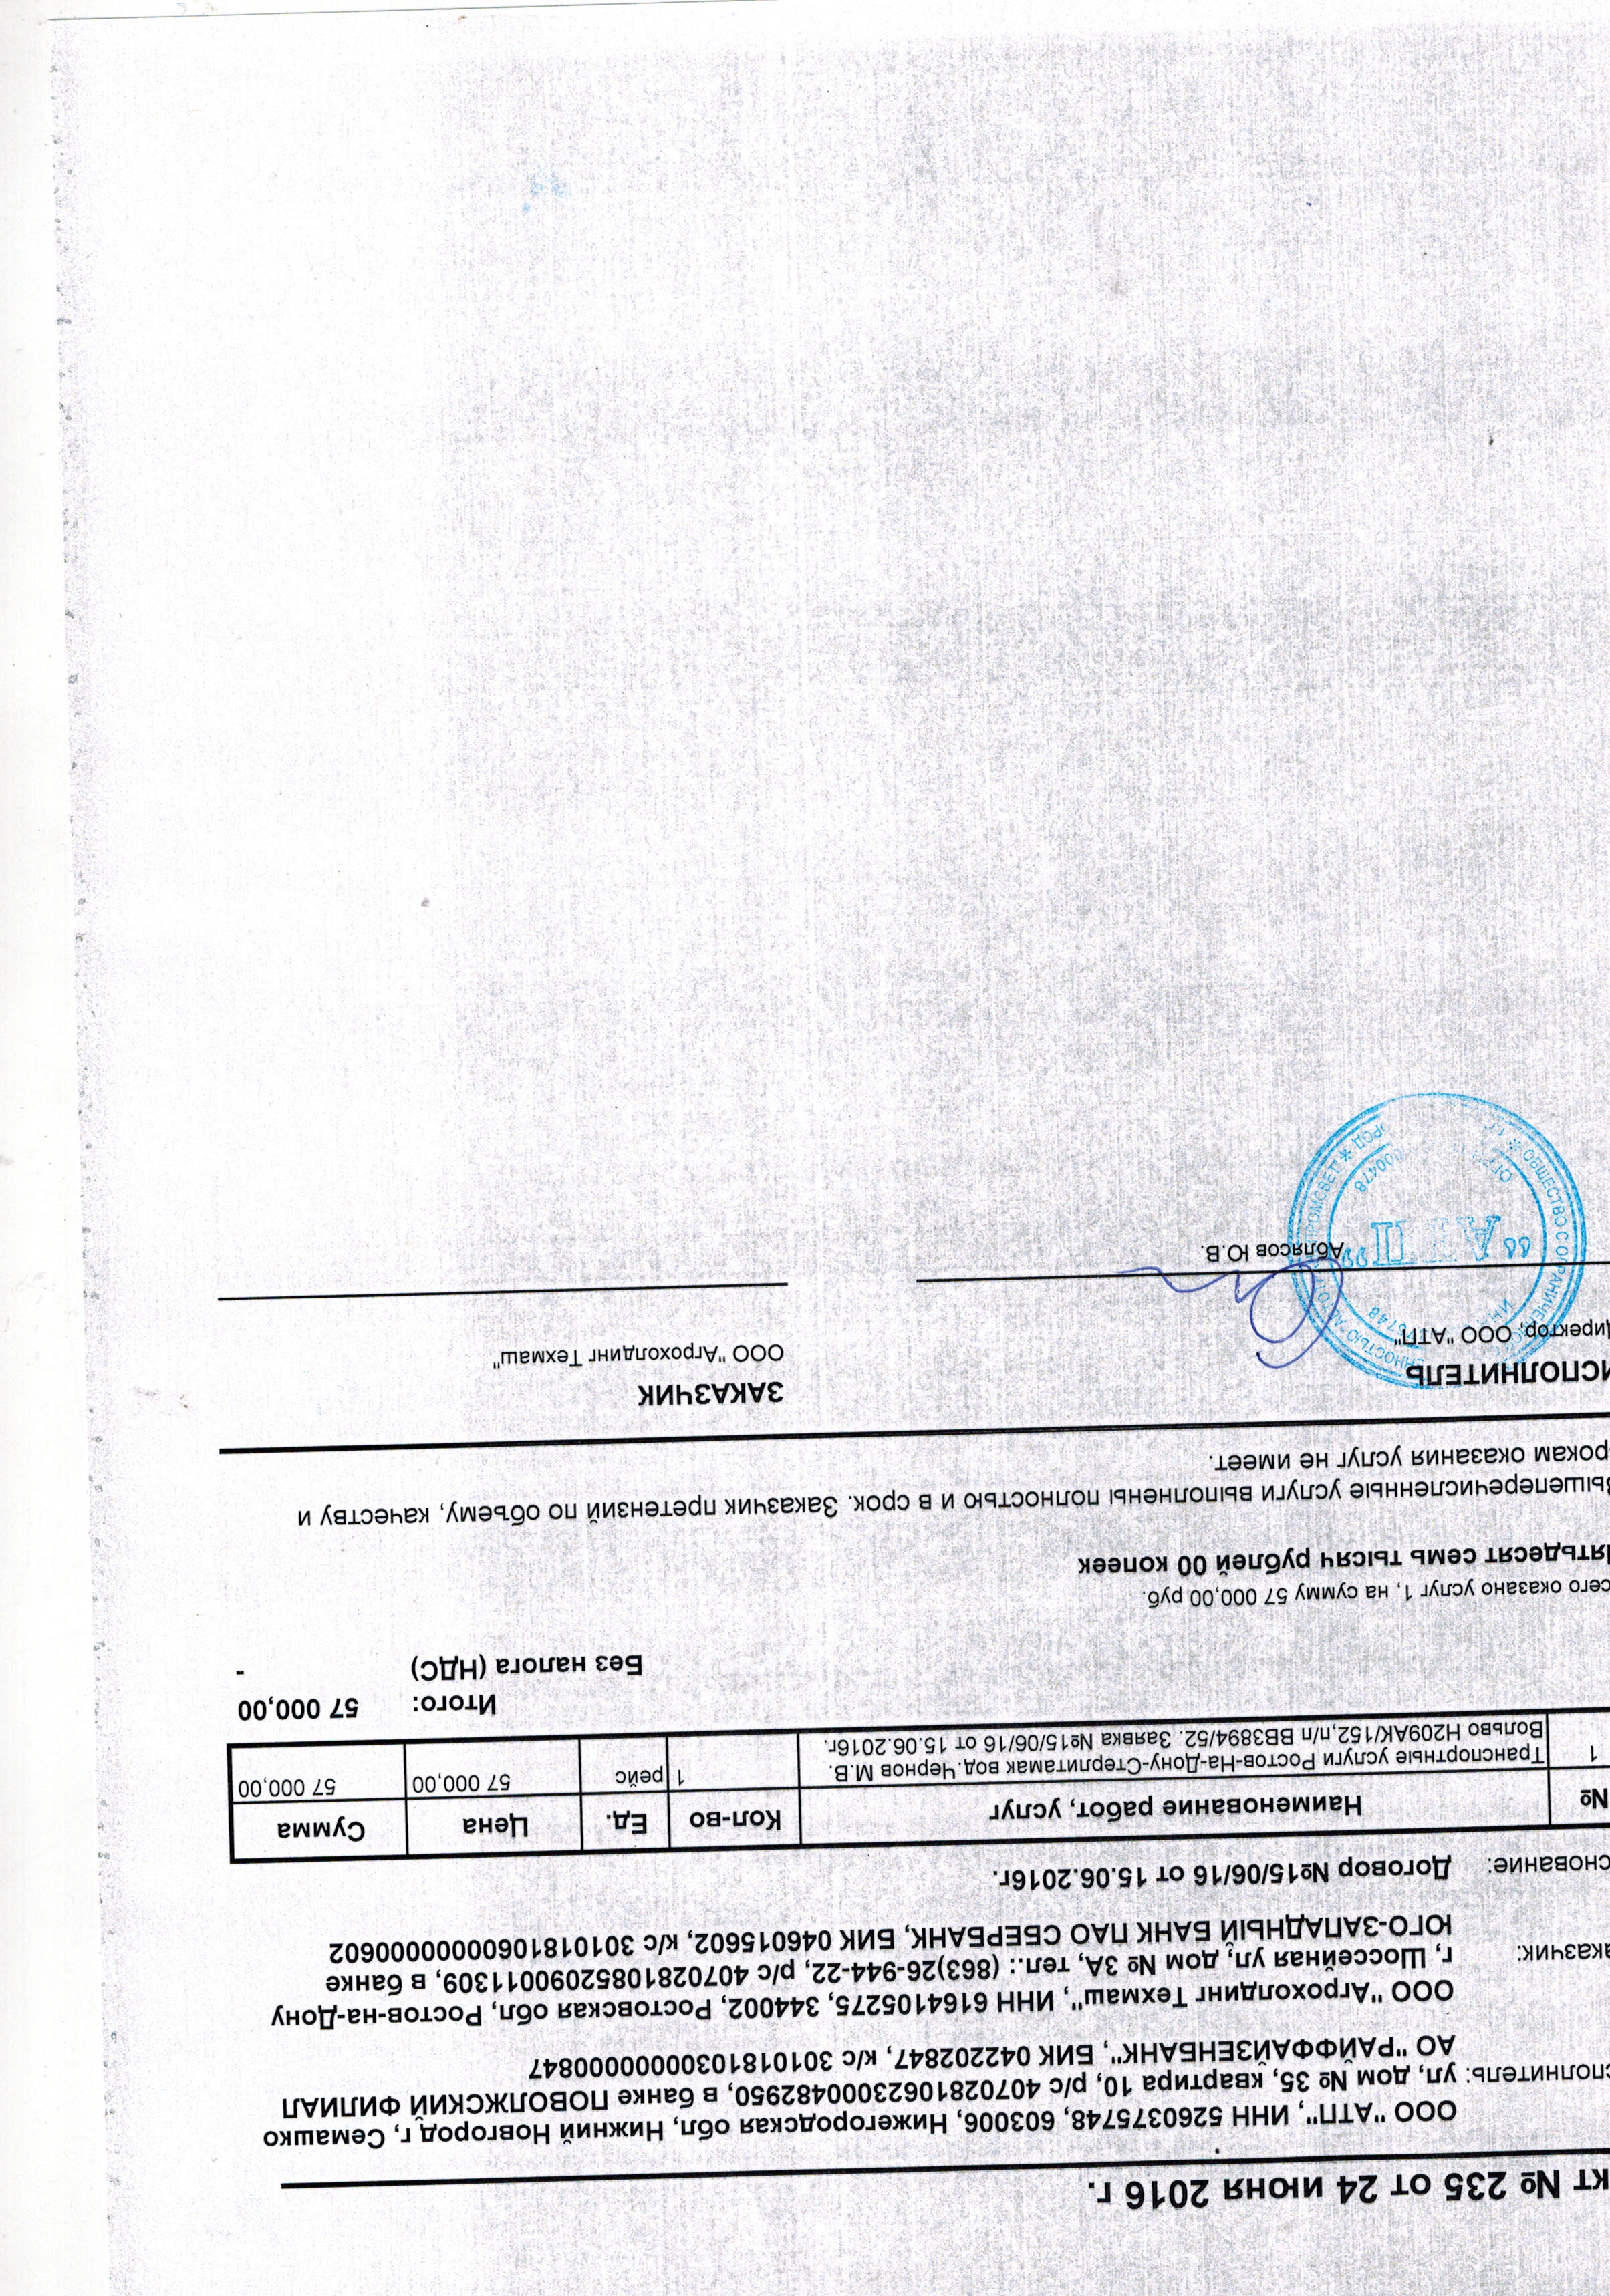 кт № 235 от 24 июня 2016 г.
ООО "АТП", ИНН 5260375748, 603006, Нижегородская обл, Нижний Новгород г, Семашко
сполнитель: ул, дом № 35, квартира 10, р/с 40702810623000482950, в банке ПОВОЛЖСКИЙ ФИЛИАЛ
АО "РАЙФФАЙЗЕНБАНК", БИК 042202847, к/с 30101810300000000847
ООО "Агрохолдинг Техмаш", ИНН 6164105275, 344002, Ростовская обл, Ростов-на-Дону
аказчик: г, Шоссейная ул, дом № 3А, тел.: (863)26-944-22, р/с 40702810852090011309, в банке
ЮГО-ЗАПАДНЫЙ БАНК ПАО СБЕРБАНК, БИК 046015602, к/с 30101810600000000602
снование: Договор №15/06/16 от 15.06.2016г.
№ Наименование работ, услуг Кол-во Ед. Цена Сумма
1 Транспортные услуги Ростов-На-Дону-Стерлитамак вод.Чернов М.В. 1 рейс 57 000,00 57 000,00
Вольво Н209АК/152,п/п ВВ3894/52. Заявка №15/06/16 от 15.06.2016г.
Итого: 57 000,00
Без налога (НДС) -
сего оказано услуг 1, на сумму 57 000,00 руб.
ятьдесят семь тысяч рублей 00 копеек
вышеперечисленные услуги выполнены полностью и в срок. Заказчик претензий по объему, качеству и
рокам оказания услуг не имеет.
ИСПОЛНИТЕЛЬ ЗАКАЗЧИК
Директор, ООО "АТП" ООО "Агрохолдинг Техмаш"
Аблясов Ю.В.
ОБЩЕСТВО С ОГРАНИЧЕННОЙ
АТП